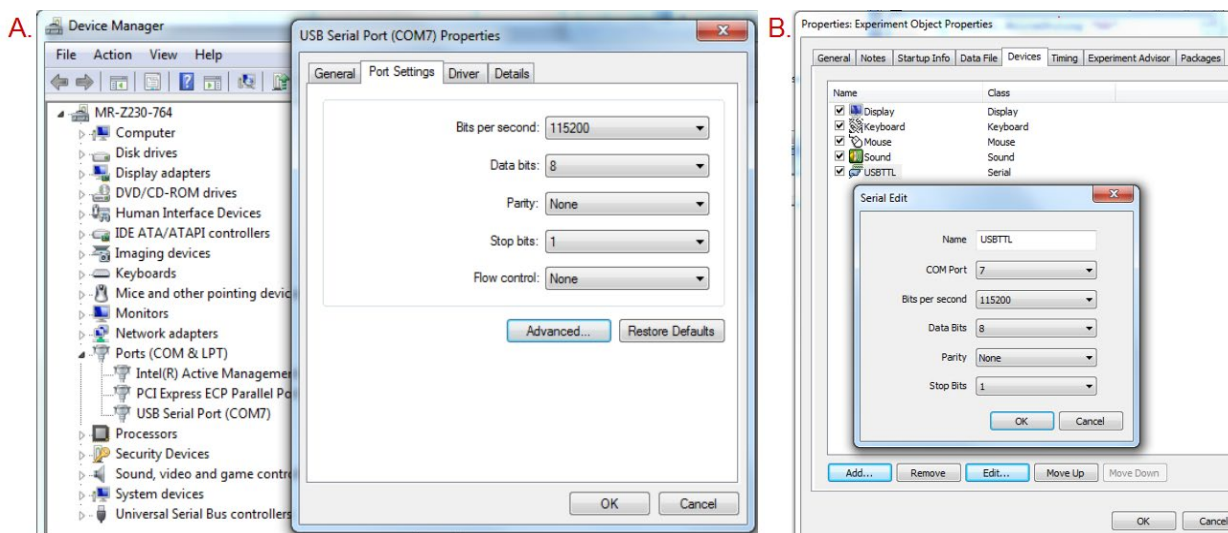 A.
Device Manager
File Action View Help
MR-Z230-764
Computer
Disk drives
Display adapters
DVD/CD-ROM drives
Human Interface Devices
IDE ATA/ATAPI controllers
Imaging devices
Keyboards
Mice and other pointing devic
Monitors
Network adapters
Ports (COM & LPT)
Intel(R) Active Managemen
PCI Express ECP Parallel Po
USB Serial Port (COM7)
Processors
Security Devices
Sound, video and game contro
System devices
Universal Serial Bus controllers
USB Serial Port (COM7) Properties
General Port Settings Driver Details
Bits per second: 115200
Data bits: 8
Parity: None
Stop bits: 1
Flow control: None
Advanced... Restore Defaults
OK Cancel
B.
Properties: Experiment Object Properties
General Notes Startup Info Data File Devices Timing Experiment Advisor Packages
Name Class
Display Display
Keyboard Keyboard
Mouse Mouse
Sound Sound
USBTTL Serial
Serial Edit
Name USBTTL
COM Port 7
Bits per second 115200
Data Bits 8
Parity None
Stop Bits 1
OK Cancel
Add... Remove Edit... Move Up Move Down
OK Cancel